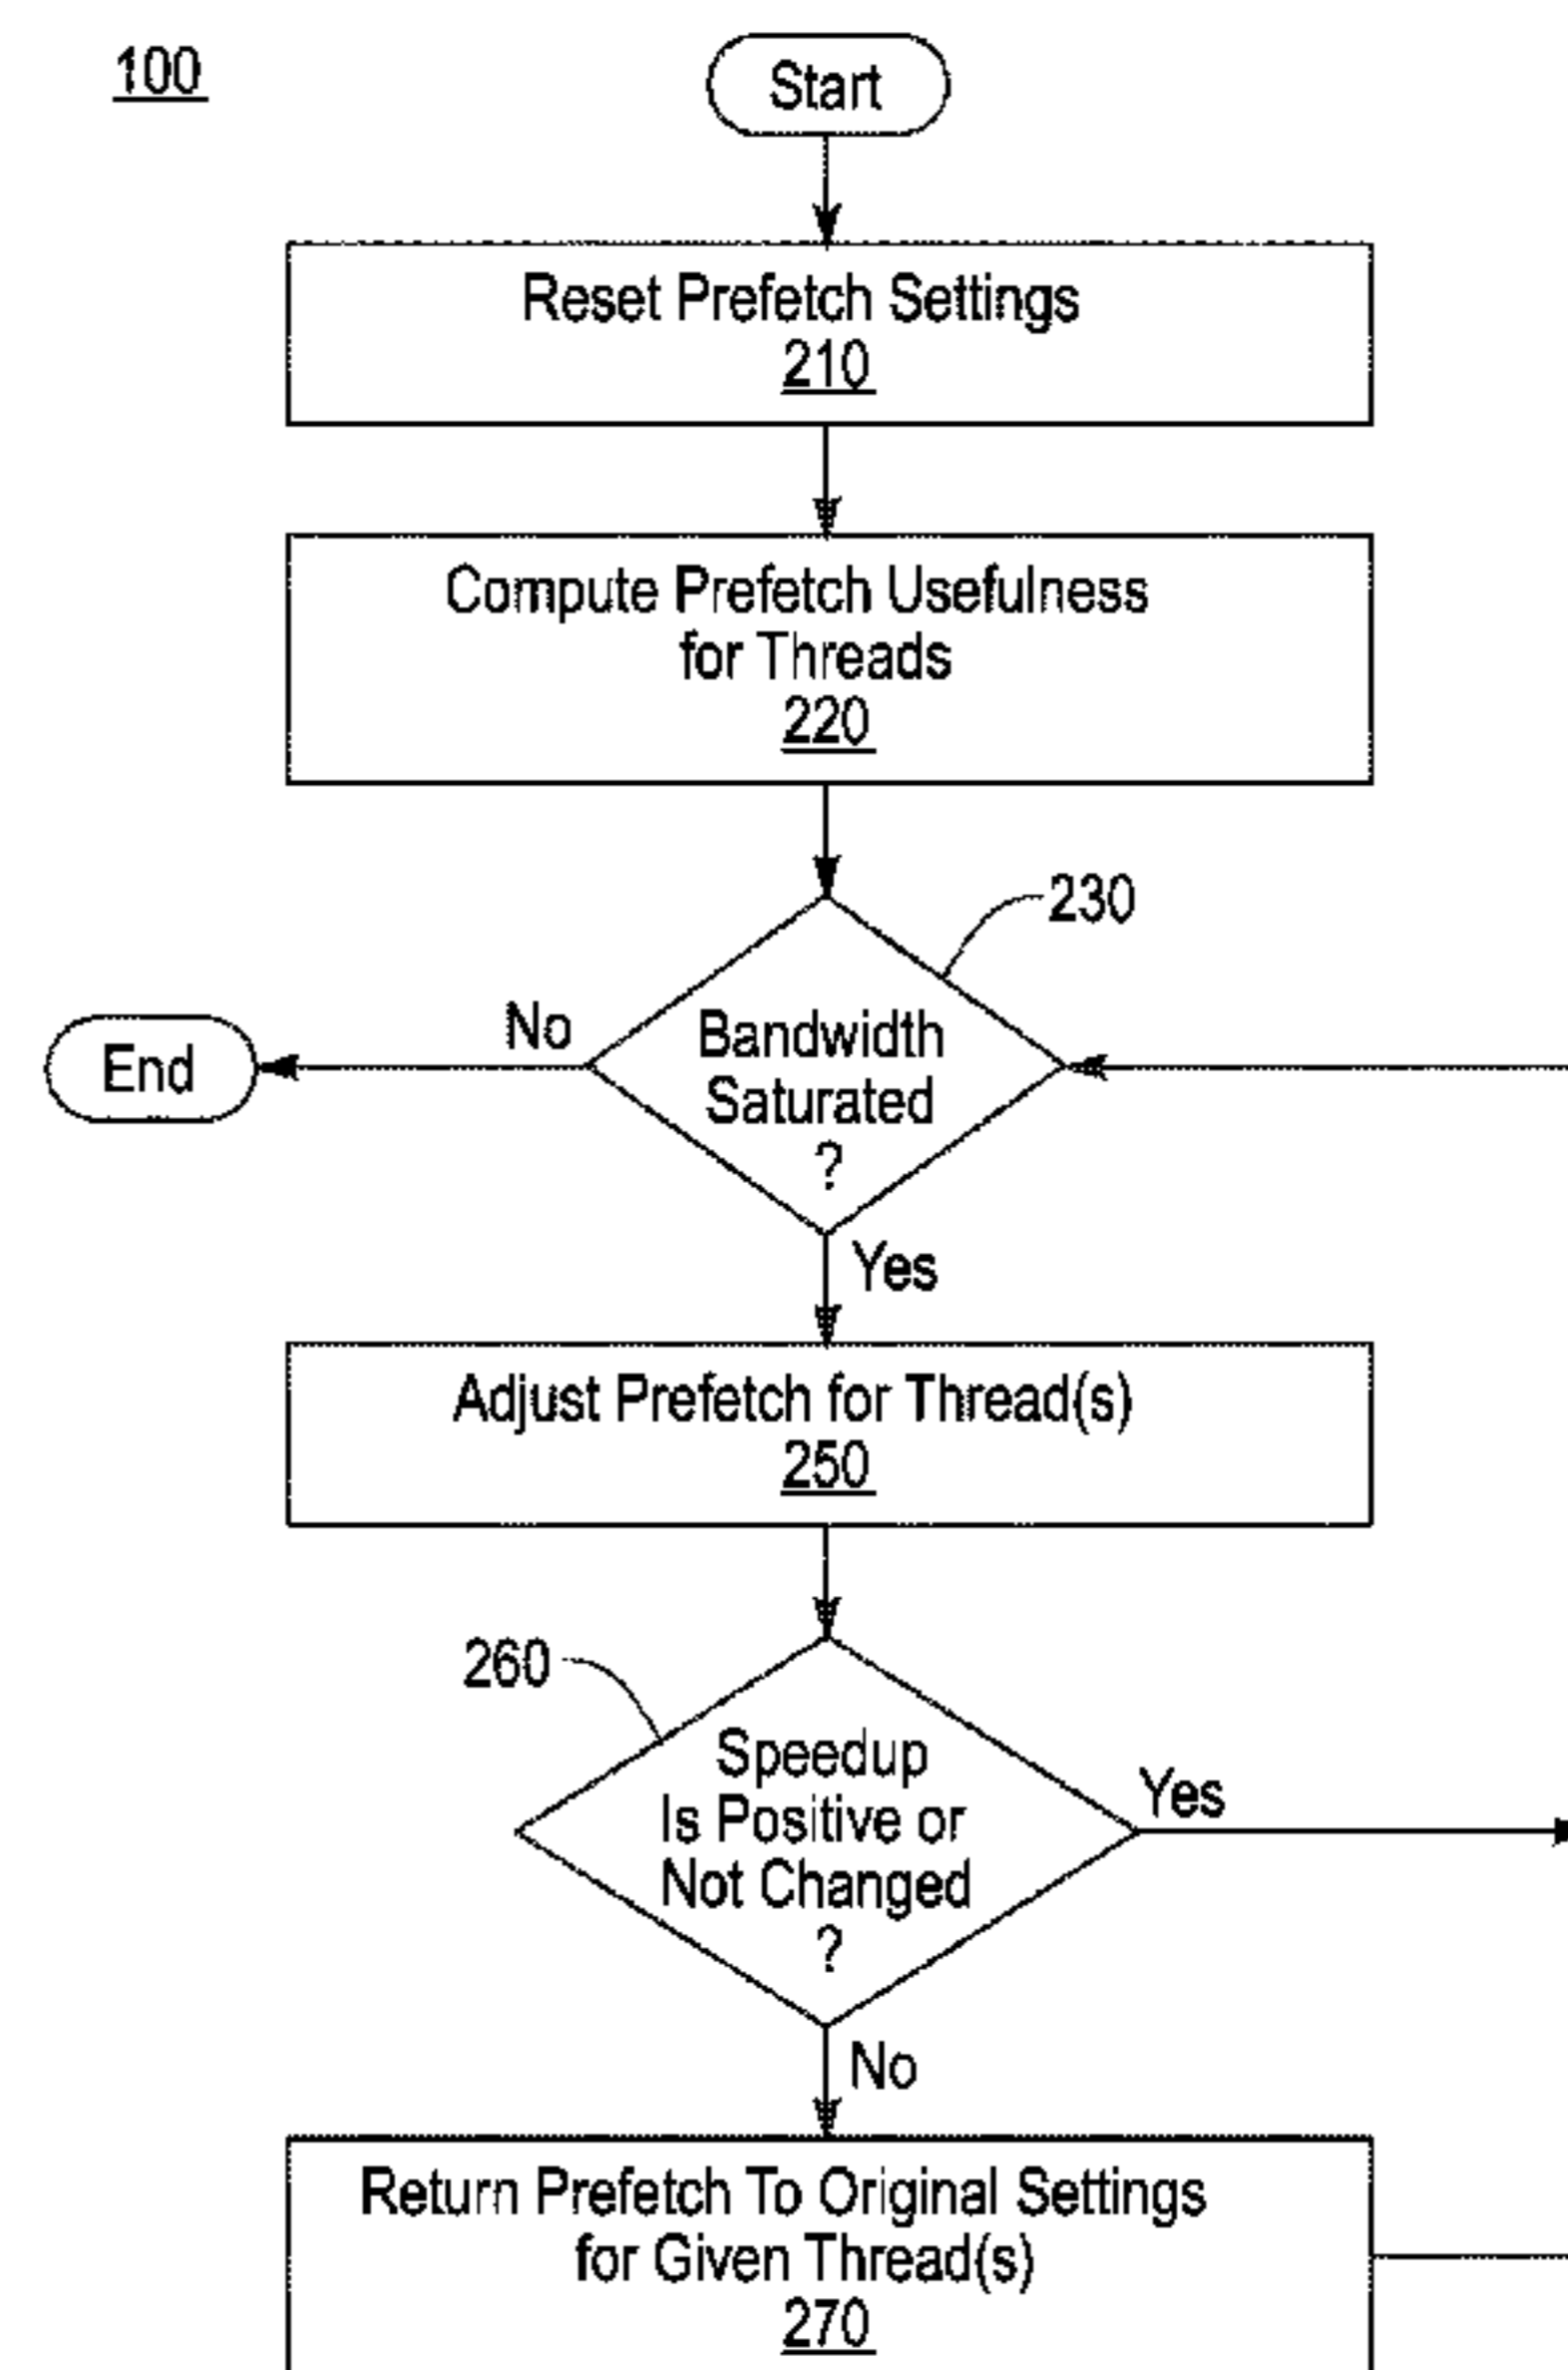 100
Start
Reset Prefetch Settings
210
Compute Prefetch Usefulness
for Threads
220
230
Bandwidth
Saturated
?
No
End
Yes
Adjust Prefetch for Thread(s)
250
260
Speedup
Is Positive or
Not Changed
?
Yes
No
Return Prefetch To Original Settings
for Given Thread(s)
270